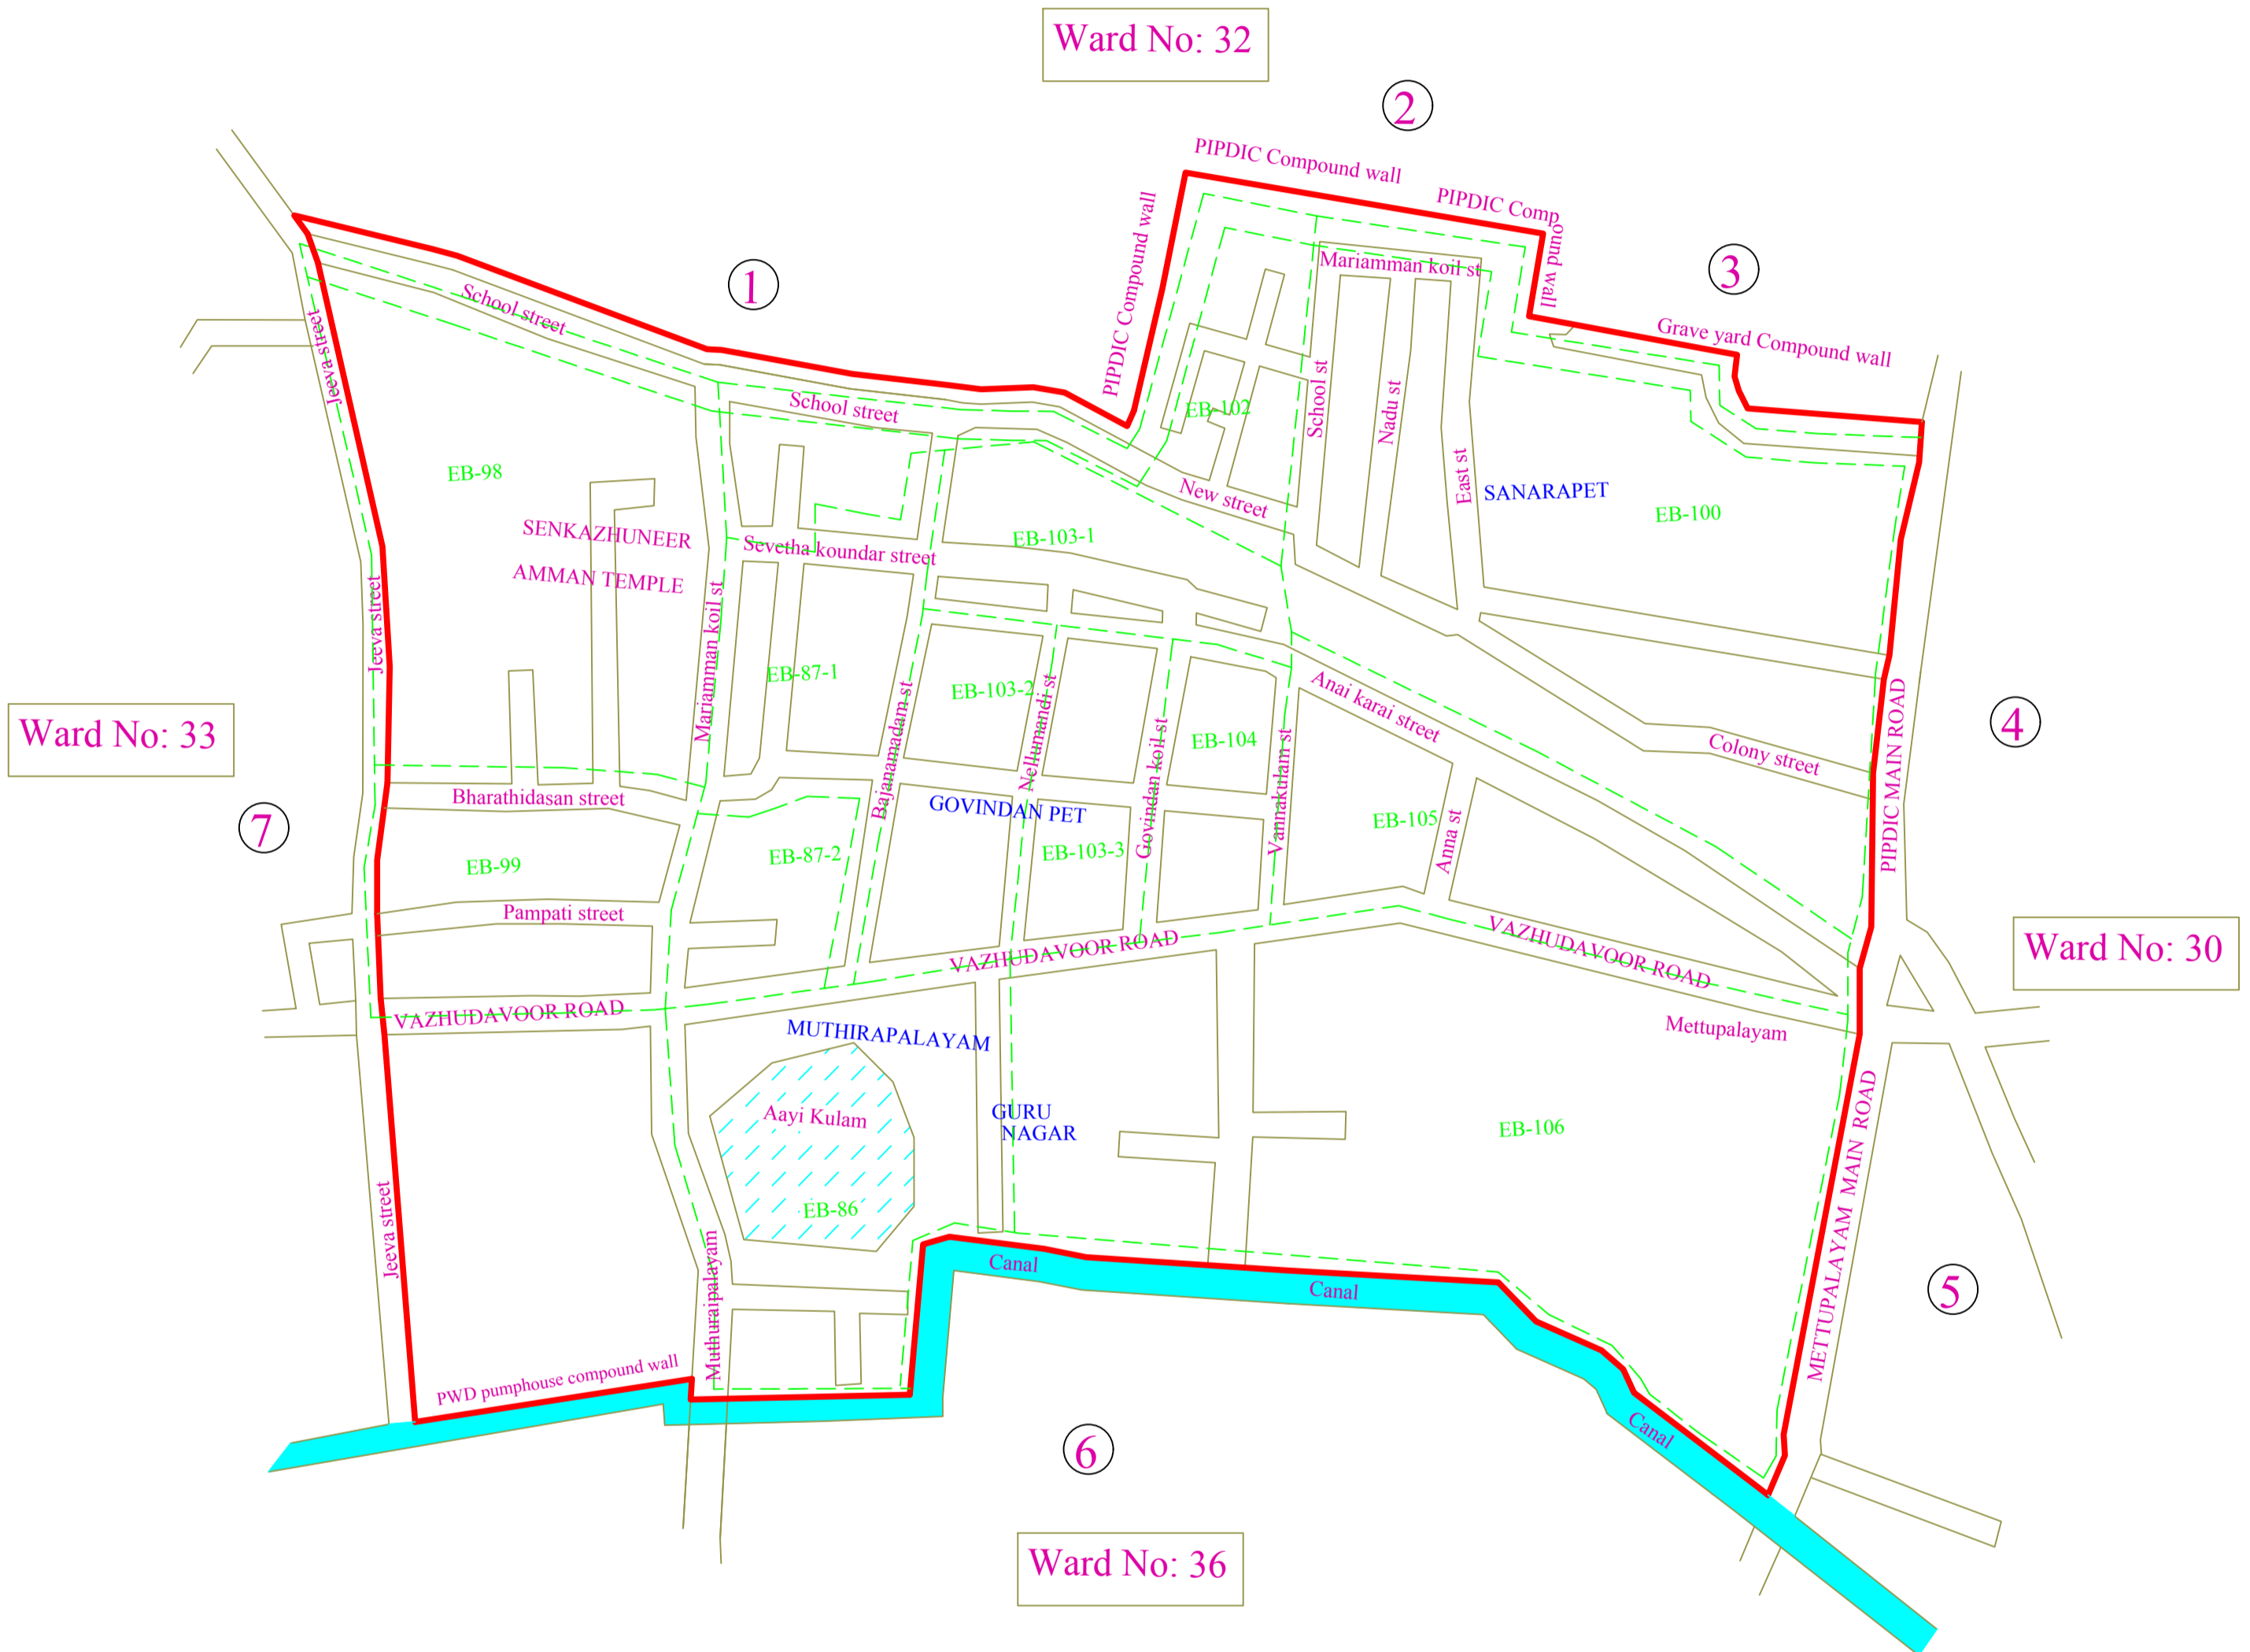 Ward No: 32
2
PIPDIC Compound wall
PIPDIC Comp
ound wall
PIPDIC Compound wall
1
3
Mariamman koil st
School street
Jeeva street
Grave yard Compound wall
School street
EB-102
School st
Nadu st
East st
New street
SANARAPET
EB-98
EB-100
SENKAZHUNEER
AMMAN TEMPLE
Sevetha koundar street
EB-103-1
Jeeva street
Mariamman koil st
EB-87-1
Bajanamadam st
EB-103-2
Nellumandi st
Govindan koil st
EB-104
Vannakulam st
Anai karai street
Colony street
PIPDIC MAIN ROAD
4
Ward No: 33
7
Bharathidasan street
GOVINDAN PET
EB-105
Anna st
EB-99
EB-87-2
EB-103-3
Pampati street
VAZHUDAVOOR ROAD
VAZHUDAVOOR ROAD
Ward No: 30
VAZHUDAVOOR ROAD
MUTHIRAPALAYAM
Mettupalayam
Aayi Kulam
GURU
NAGAR
EB-106
EB-86
Jeeva street
Muthuraipalayam
METTUPALAYAM MAIN ROAD
Canal
Canal
5
PWD pumphouse compound wall
Canal
6
Ward No: 36